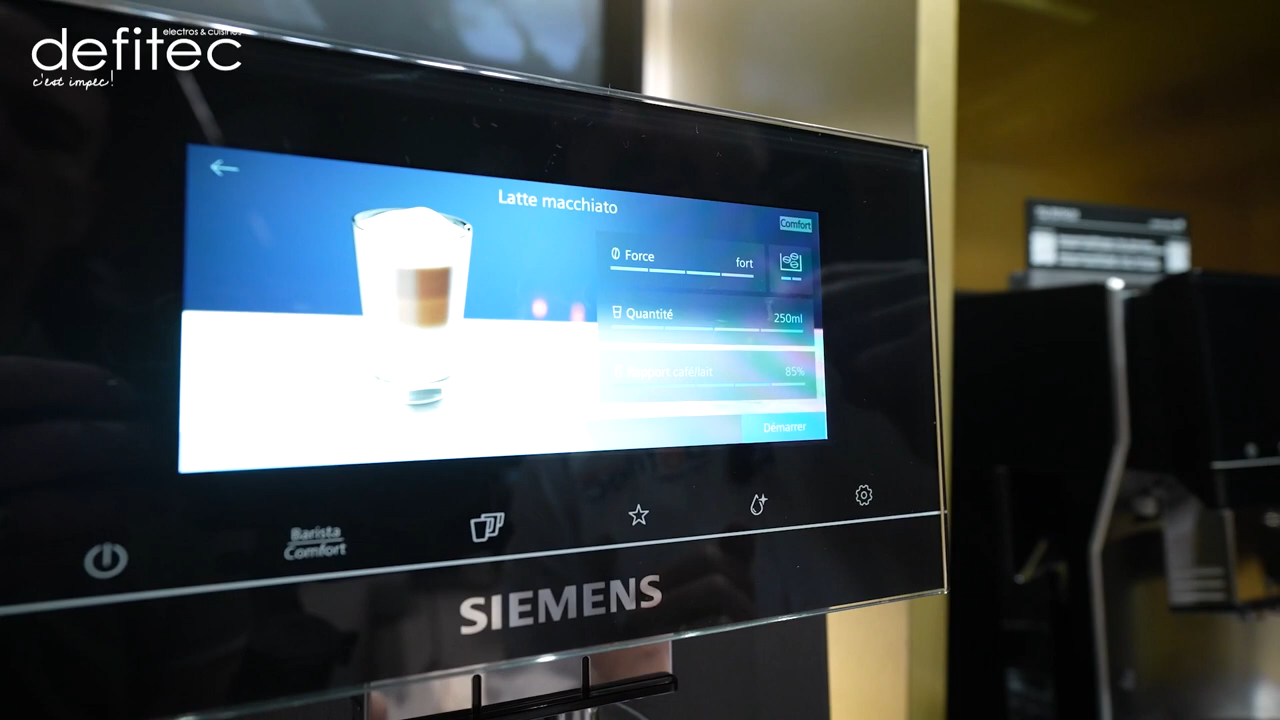 electros & cuisines
defitec
c'est impec!
Latte macchiato
Comfort
Force
fort
Quantité
250ml
café/lait
85%
Démarrer
Barista
Comfort
SIEMENS